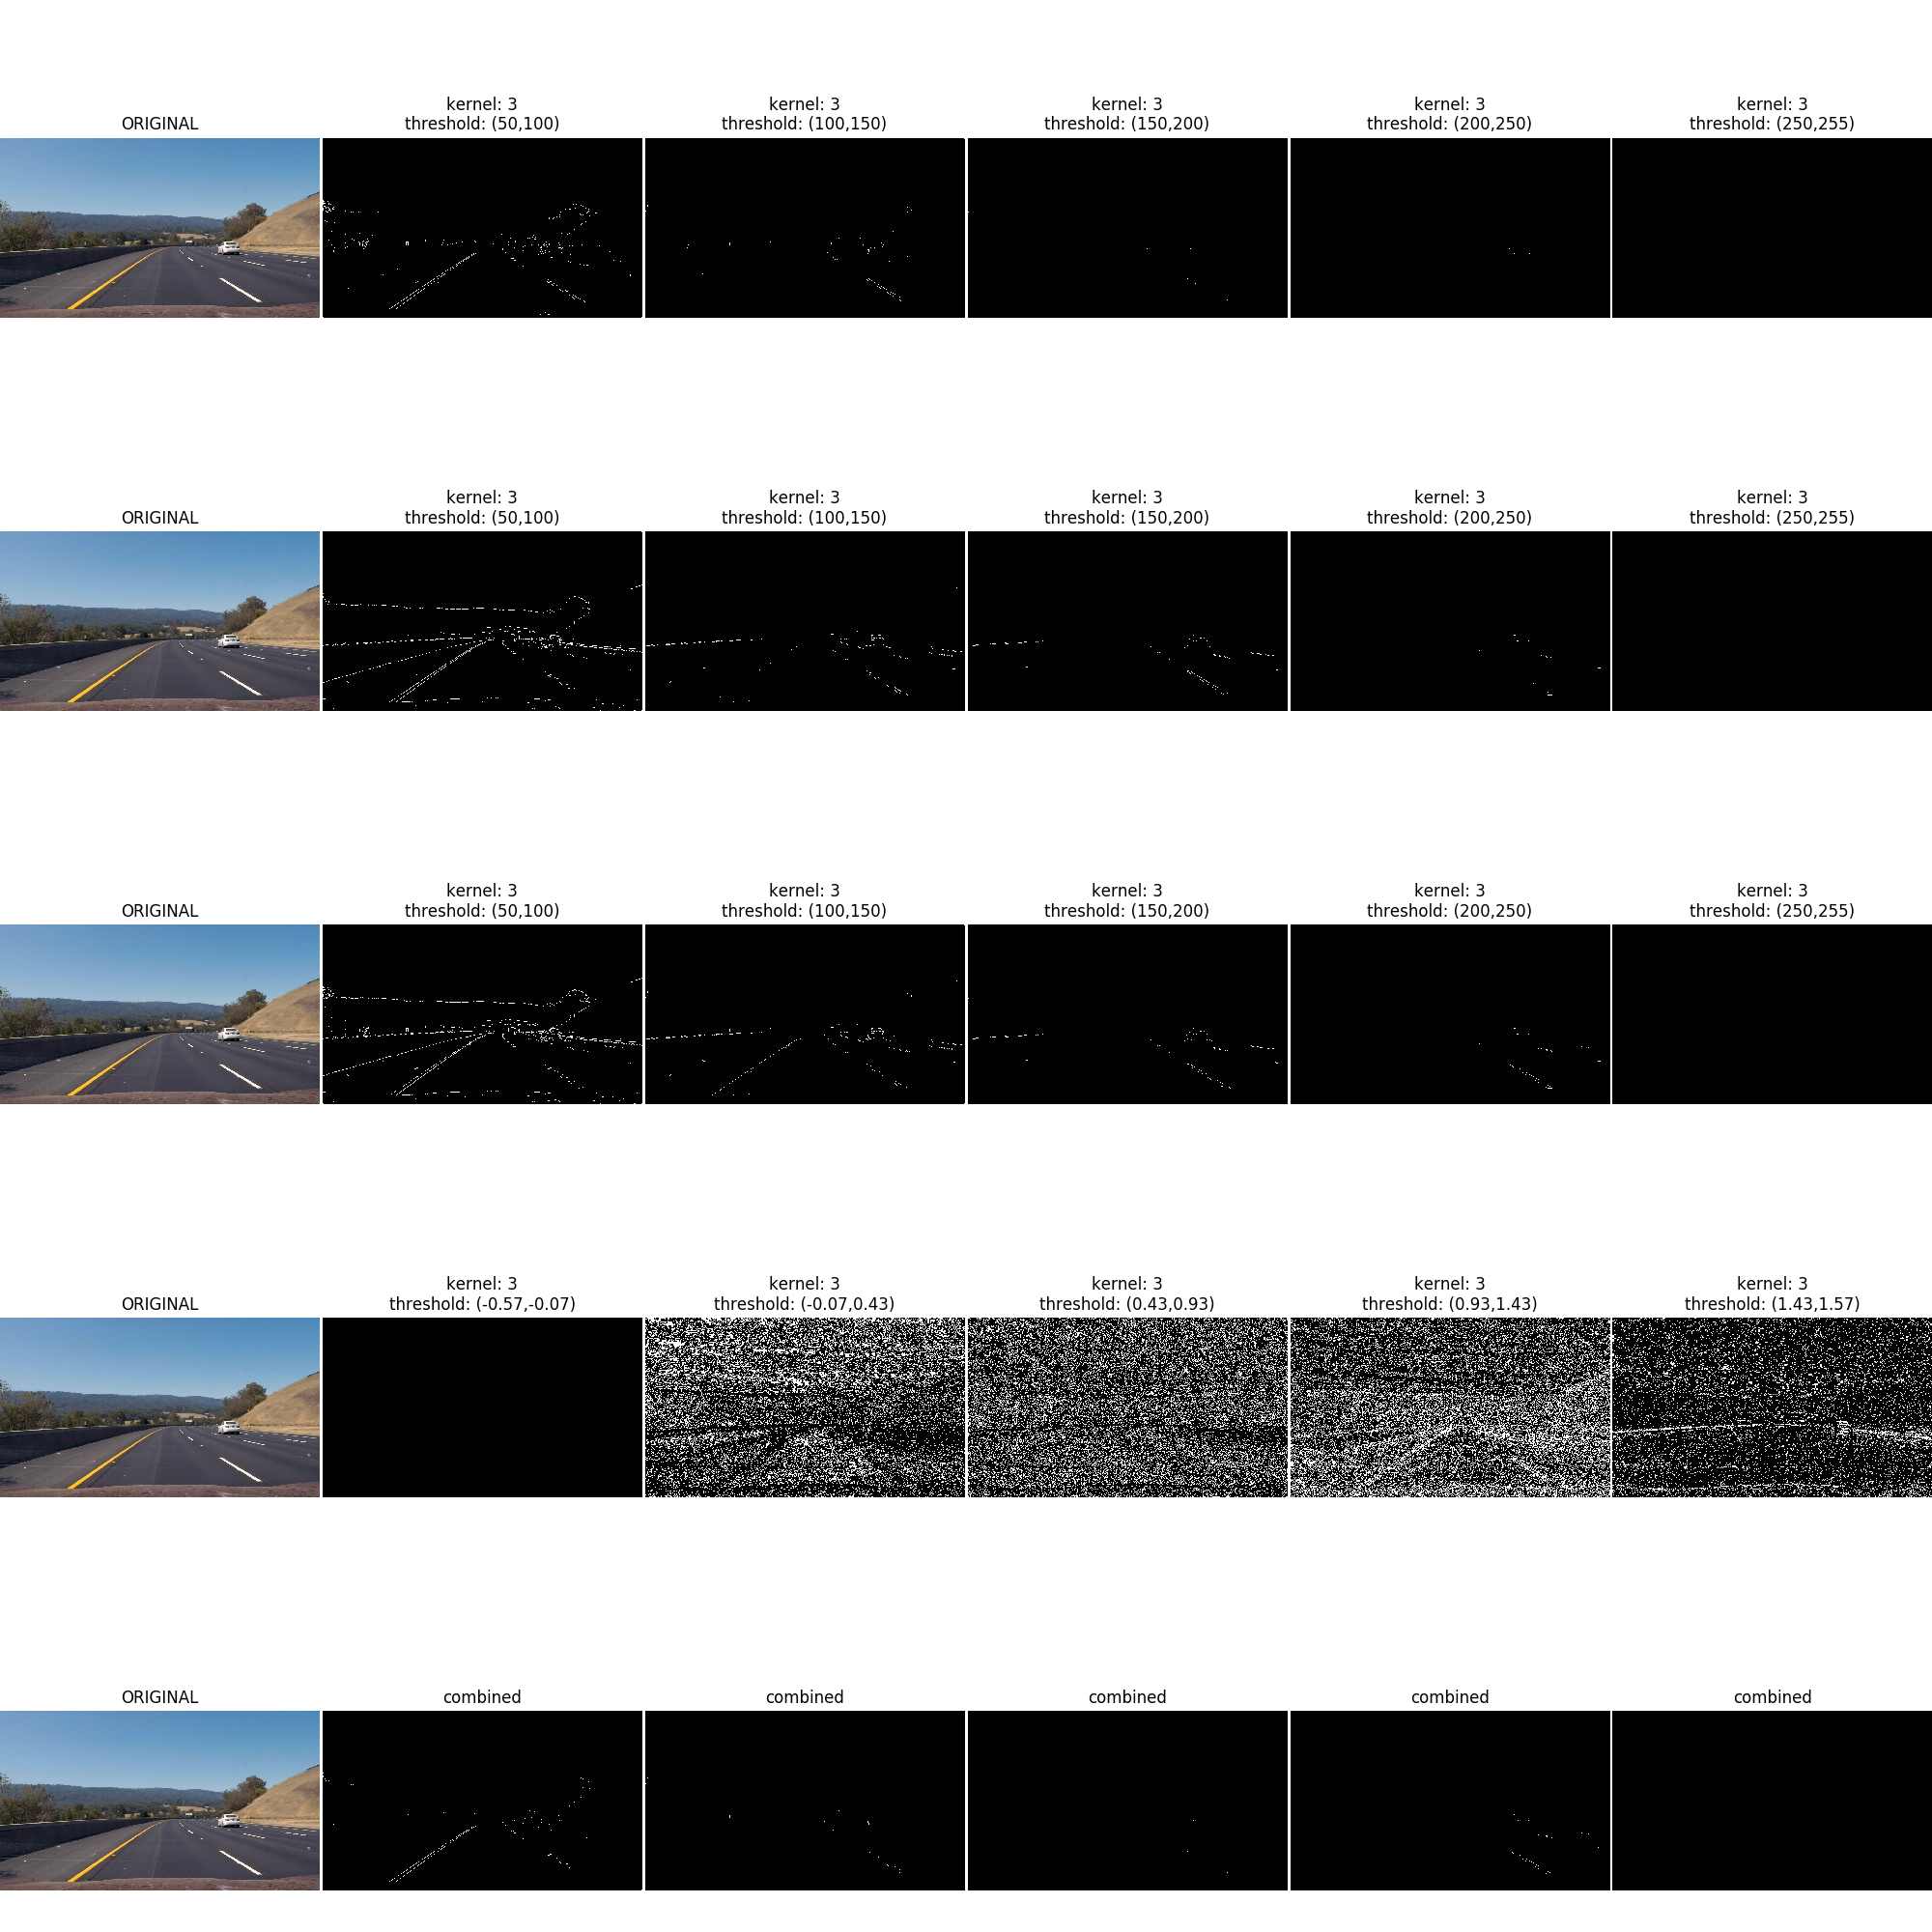 kernel: 3
kernel: 3
kernel: 3
kernel: 3
kernel: 3
ORIGINAL
threshold: (50,100)
threshold: (100,150)
threshold: (150,200)
threshold: (200,250)
threshold: (250,255)
kernel: 3
kernel: 3
kernel: 3
kernel: 3
kernel: 3
ORIGINAL
threshold: (50,100)
threshold: (100,150)
threshold: (150,200)
threshold: (200,250)
threshold: (250,255)
kernel: 3
kernel: 3
kernel: 3
kernel: 3
kernel: 3
ORIGINAL
threshold: (50,100)
threshold: (100,150)
threshold: (150,200)
threshold: (200,250)
threshold: (250,255)
kernel: 3
kernel: 3
kernel: 3
kernel: 3
kernel: 3
ORIGINAL
threshold: (-0.57,-0.07)
threshold: (-0.07,0.43)
threshold: (0.43,0.93)
threshold: (0.93,1.43)
threshold: (1.43,1.57)
ORIGINAL
combined
combined
combined
combined
combined